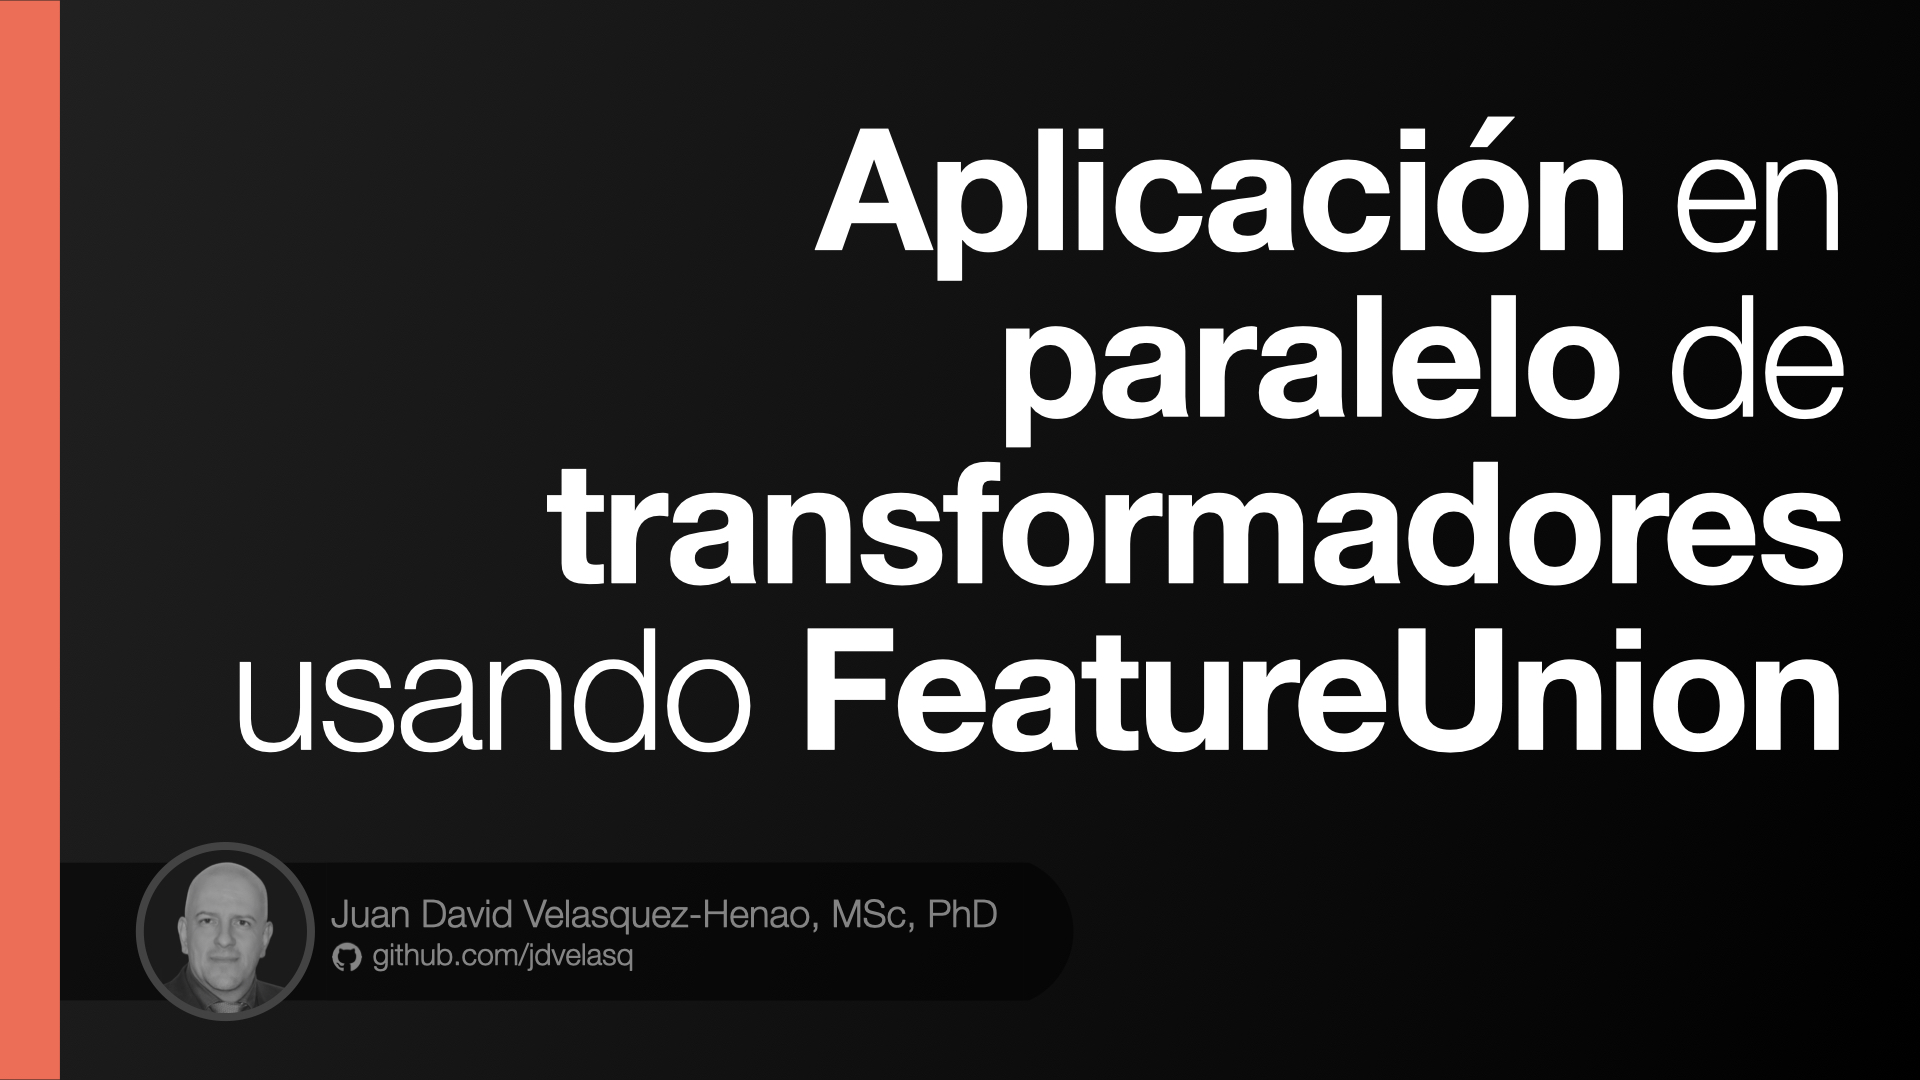 Aplicación en
paralelo de
transformadores
usando FeatureUnion
Juan David Velasquez-Henao, MSc, PhD
github.com/jdvelasq